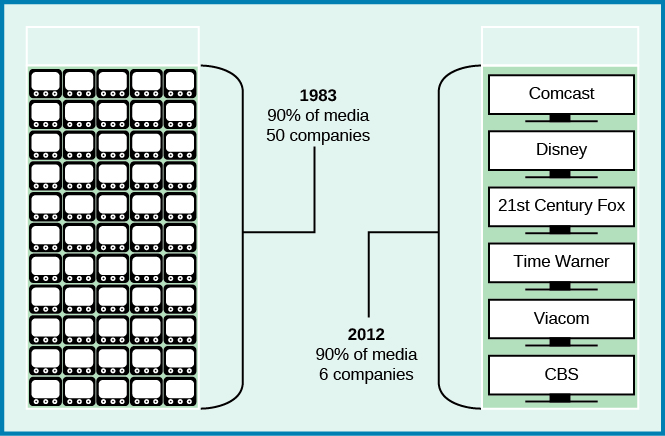 1983
90% of media
50 companies
2012
90% of media
6 companies
Comcast
Disney
21st Century Fox
Time Warner
Viacom
CBS